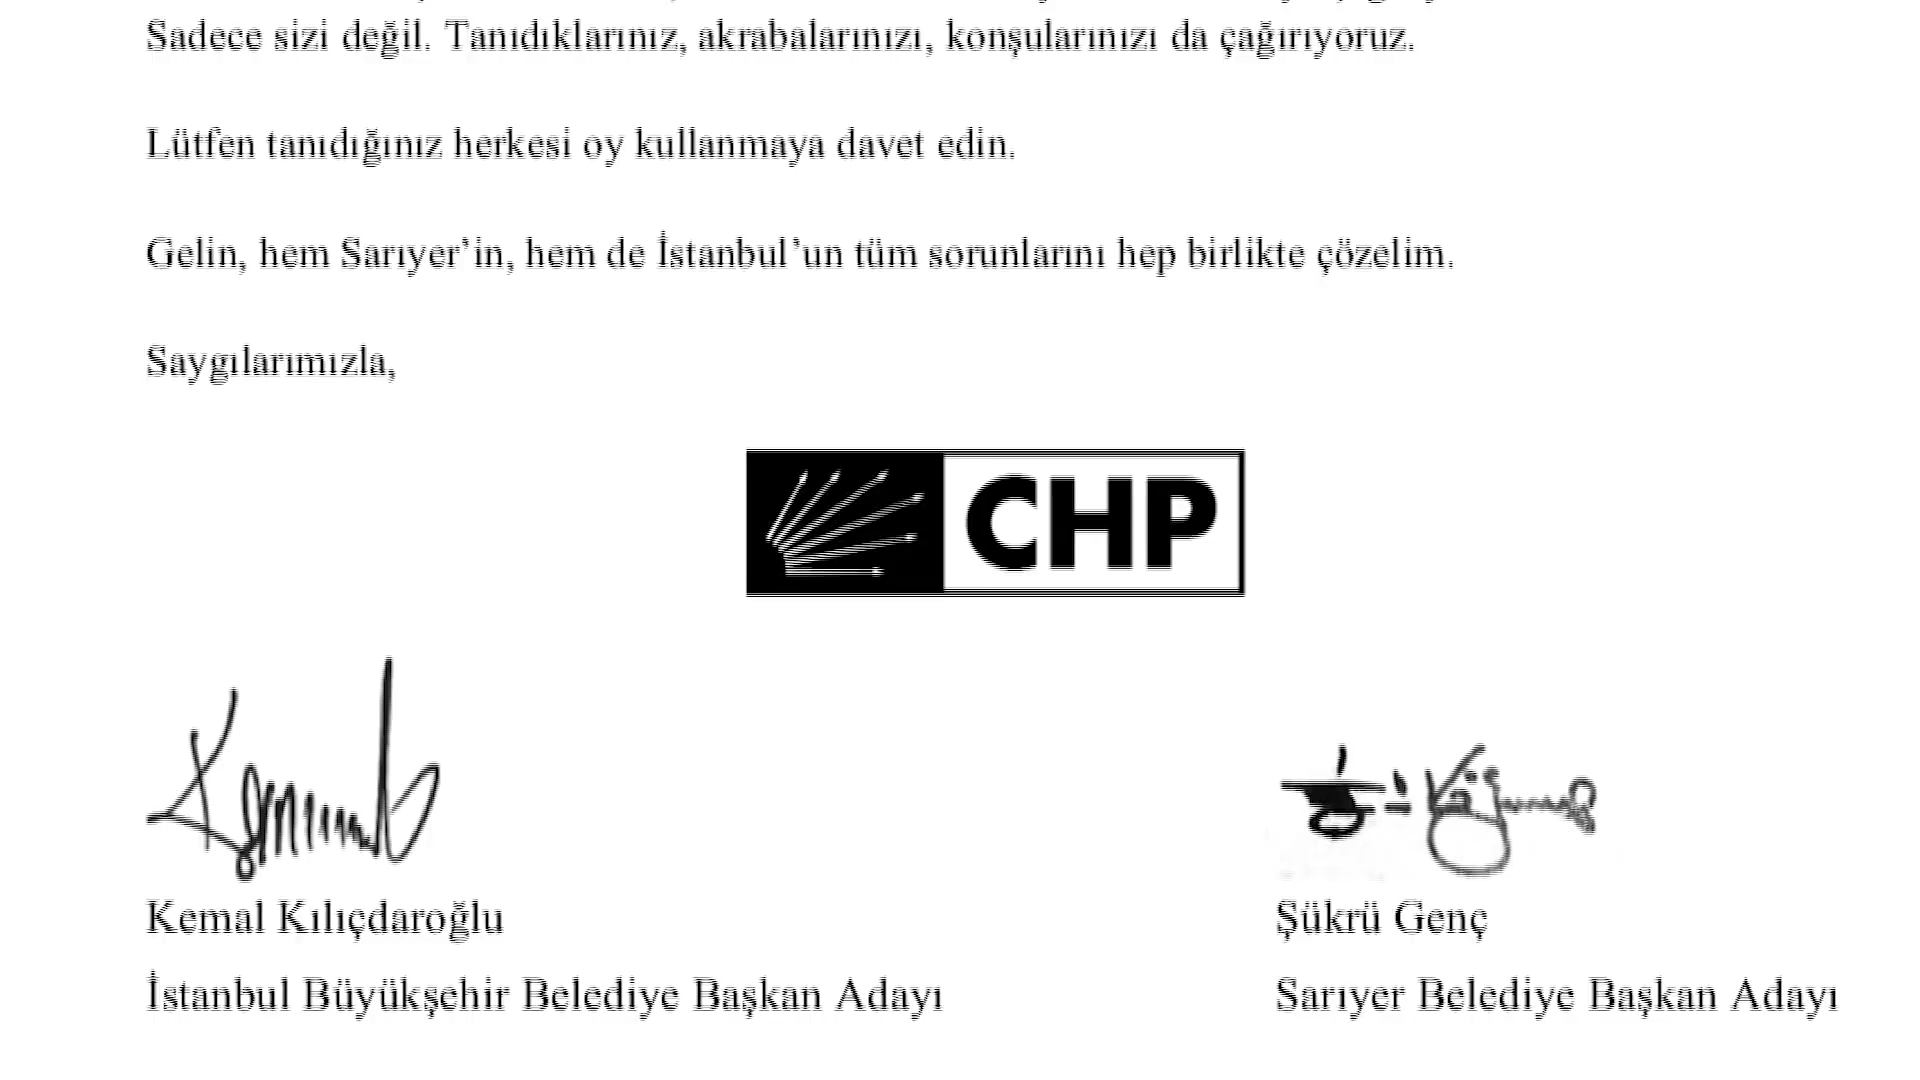 Sadece sizi değil. Tanıdıklarınız, akrabalarınızı, konşularınızı da çağırıyoruz.
Lütfen tanıdığınız herkesi oy kullanmaya davet edin.
Gelin, hem Sarıyer’in, hem de İstanbul’un tüm sorunlarını hep birlikte çözelim.
Saygılarımızla,
CHP
Kemal
Kemal Kılıçdaroğlu
Şükrü Genç
İstanbul Büyükşehir Belediye Başkan Adayı
Sarıyer Belediye Başkan Adayı